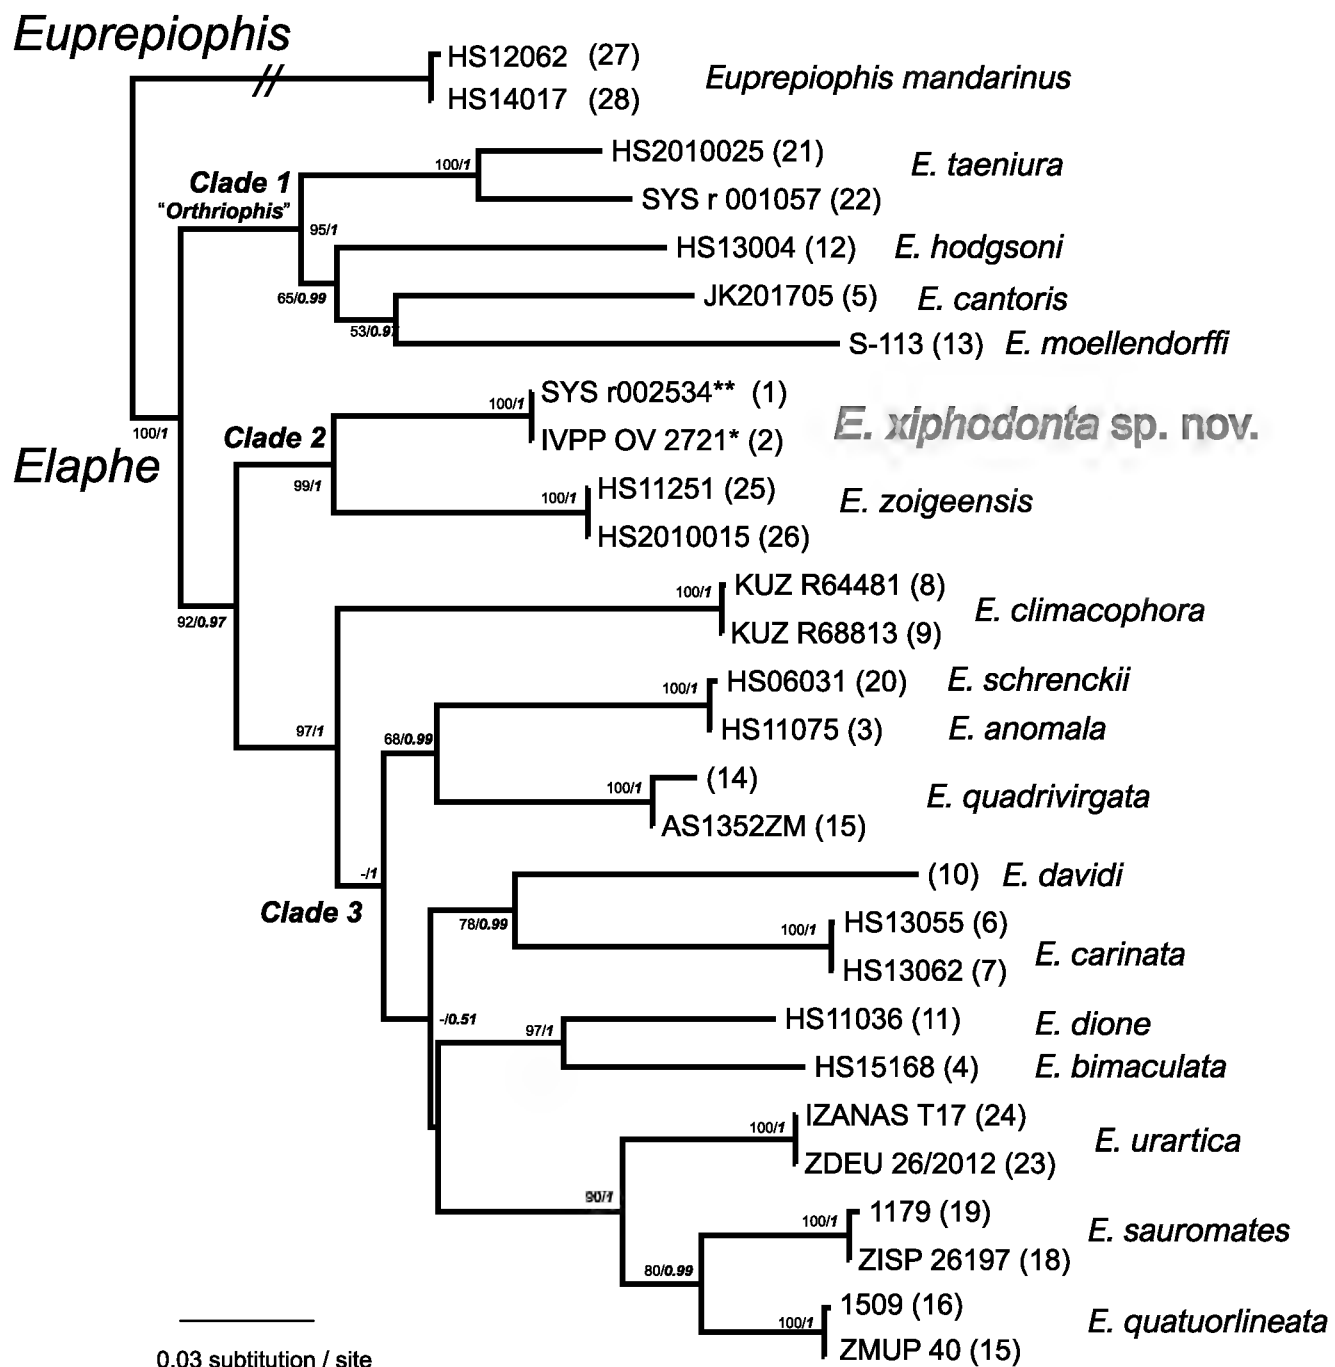 Euprepiophis
HS12062 (27)
Euprepiophis mandarinus
HS14017 (28)
HS2010025 (21)
100/1
E. taeniura
Clade 1
"Orthriophis"
SYS r 001057 (22)
95/1
HS13004 (12)
E. hodgsoni
65/0.99
JK201705 (5)
E. cantoris
53/0.97
S-113 (13)
E. moellendorffi
SYS r002534** (1)
100/1
E. xiphodonta sp. nov.
100/1
Clade 2
IVPP OV 2721* (2)
Elaphe
99/1
HS11251 (25)
100/1
E. zoigeensis
HS2010015 (26)
KUZ R64481 (8)
100/1
E. climacophora
92/0.97
KUZ R68813 (9)
HS06031 (20)
E. schrenckii
100/1
97/1
68/0.99
HS11075 (3)
E. anomala
(14)
100/1
E. quadrivirgata
AS1352ZM (15)
-/1
(10)
E. davidi
Clade 3
78/0.99
HS13055 (6)
100/1
E. carinata
HS13062 (7)
-/0.51
HS11036 (11)
E. dione
97/1
HS15168 (4)
E. bimaculata
IZANAS T17 (24)
100/1
E. urartica
ZDEU 26/2012 (23)
90/1
1179 (19)
100/1
E. sauromates
ZISP 26197 (18)
80/0.99
1509 (16)
100/1
E. quatuorlineata
ZMUP 40 (15)
0.03 subtitution / site